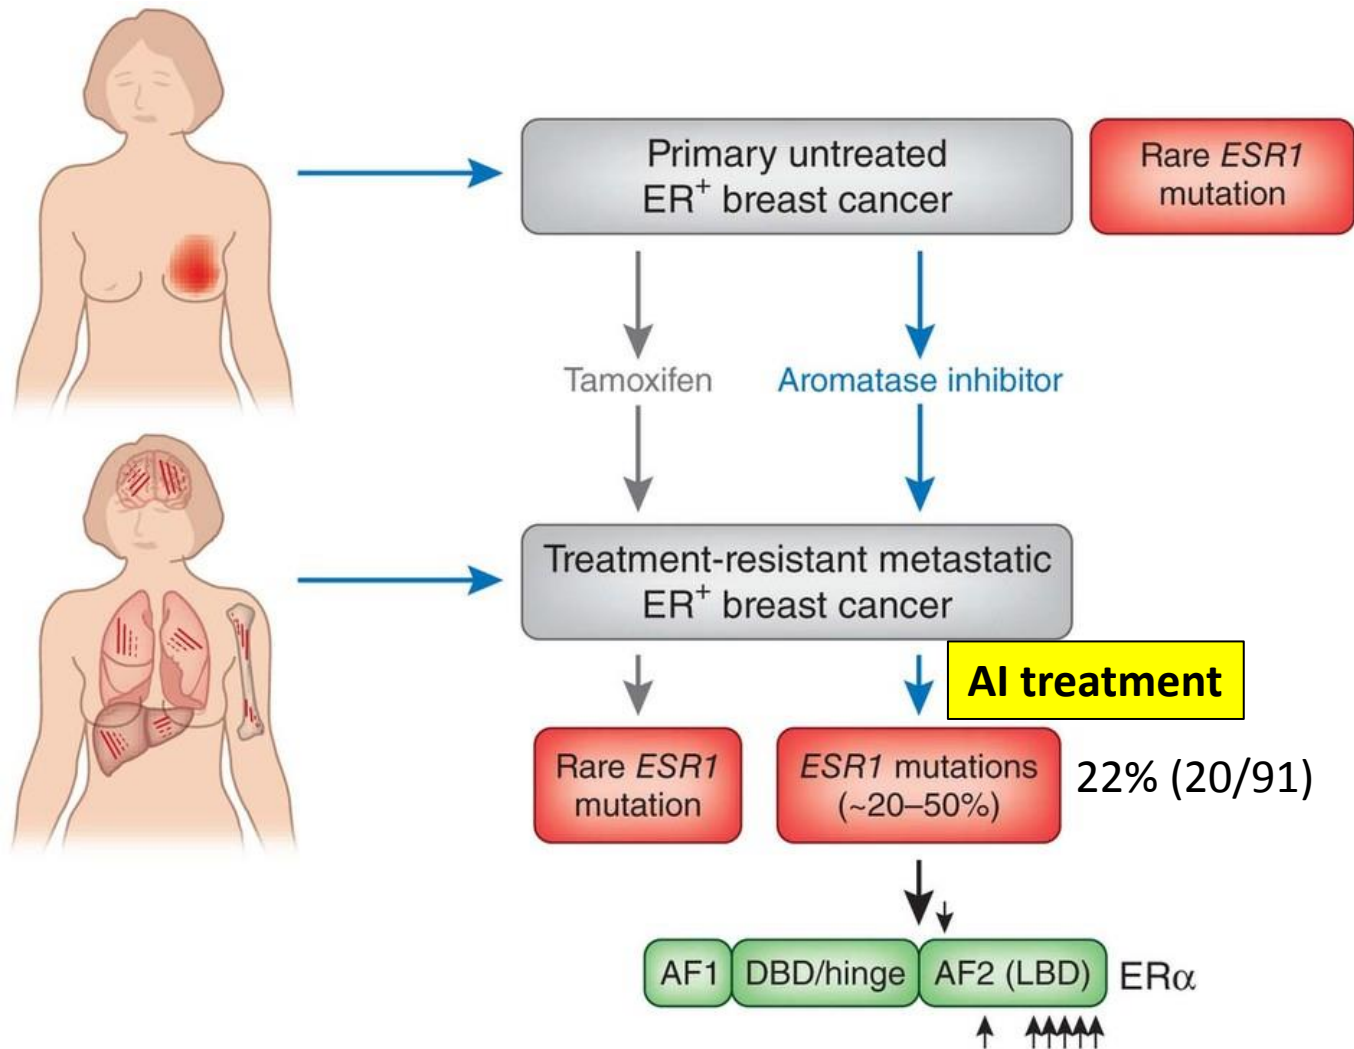 Primary untreated
ER⁺ breast cancer
Rare ESR1
mutation
Tamoxifen
Aromatase inhibitor
Treatment-resistant metastatic
ER⁺ breast cancer
AI treatment
Rare ESR1
mutation
ESR1 mutations
(~20–50%)
22% (20/91)
AF1
DBD/hinge
AF2 (LBD)
ERα